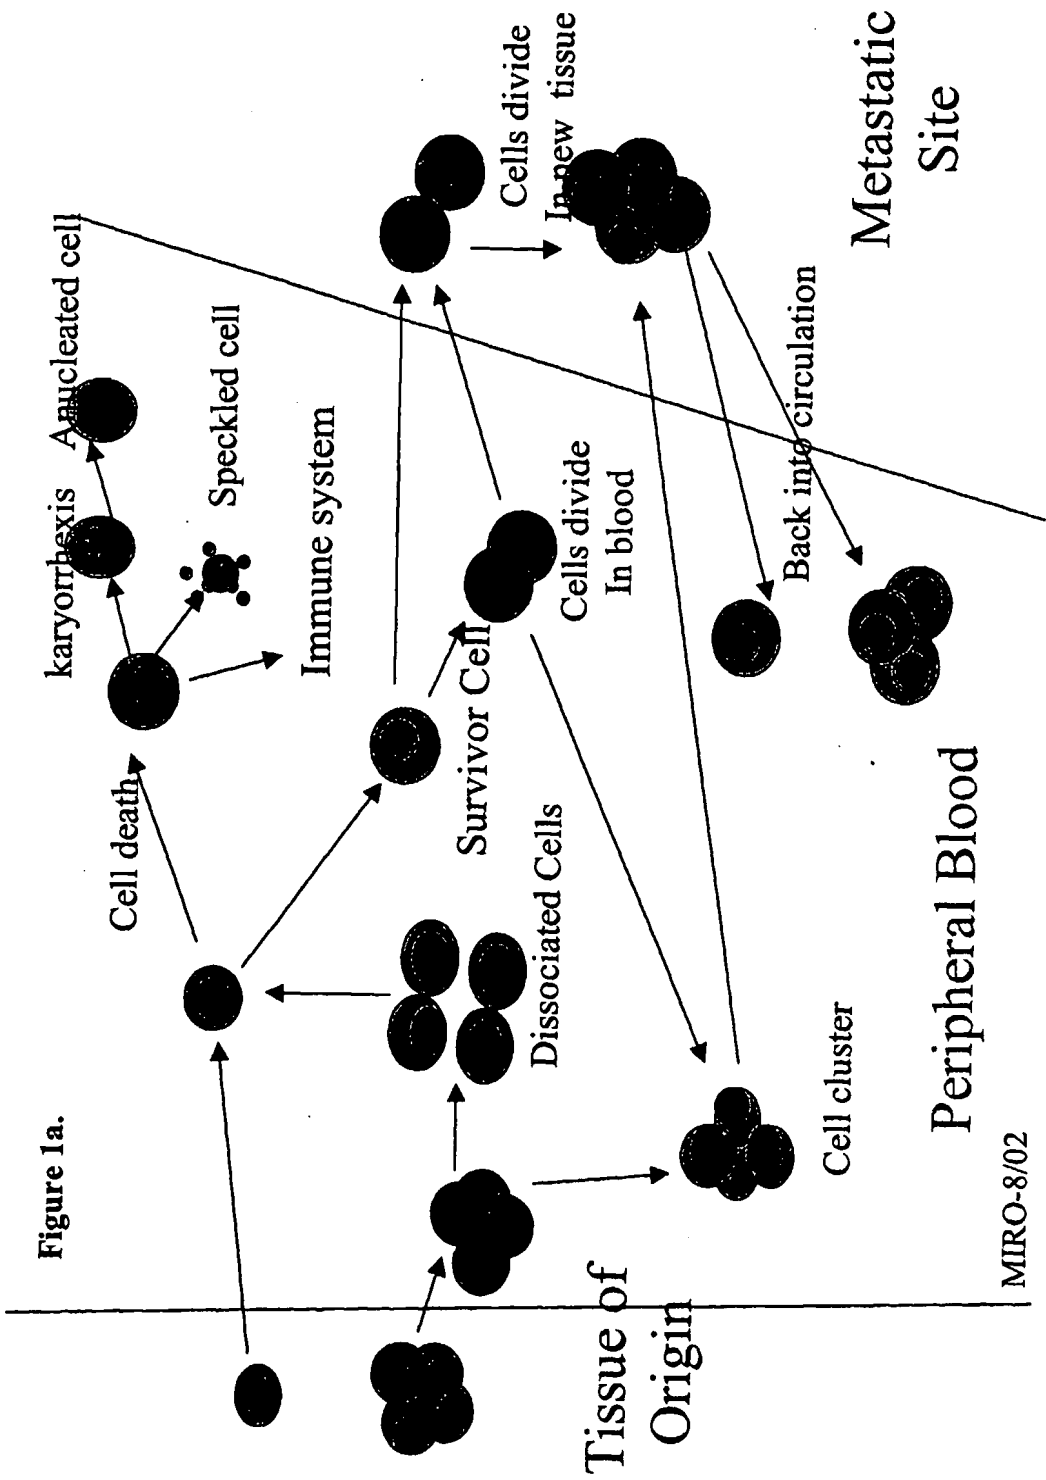 Figure 1a.
karyorrhexis
Anucleated cell
Cell death
Speckled cell
Immune system
Survivor Cell
Cells divide
In new tissue
Dissociated Cells
Cells divide
In blood
Tissue of
Origin
Cell cluster
Back into circulation
Peripheral Blood
Metastatic
Site
MIRO-8/02